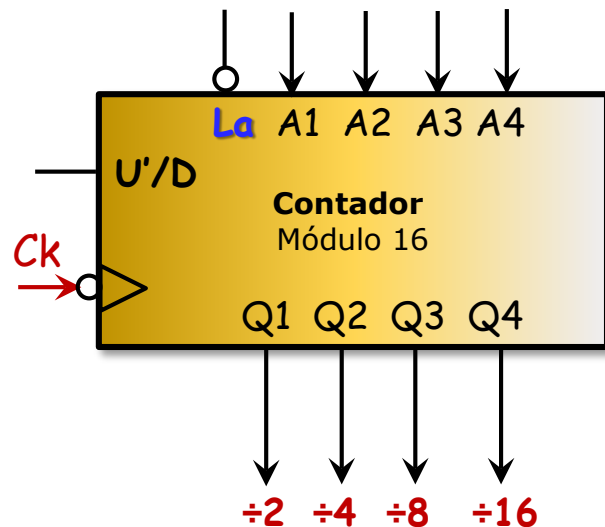 La A1 A2 A3 A4
U'/D
Contador
Módulo 16
Ck
Q1 Q2 Q3 Q4
÷2 ÷4 ÷8 ÷16